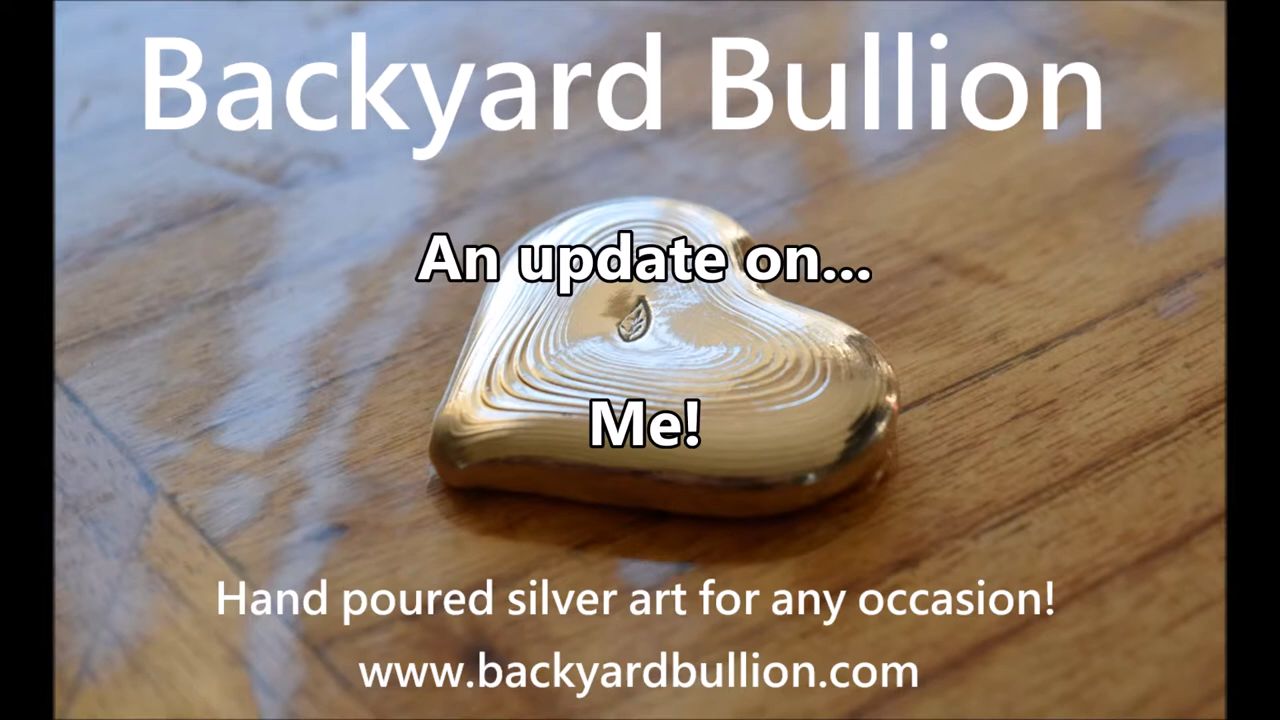 Backyard Bullion
An update on...
Me!
Hand poured silver art for any occasion!
www.backyardbullion.com